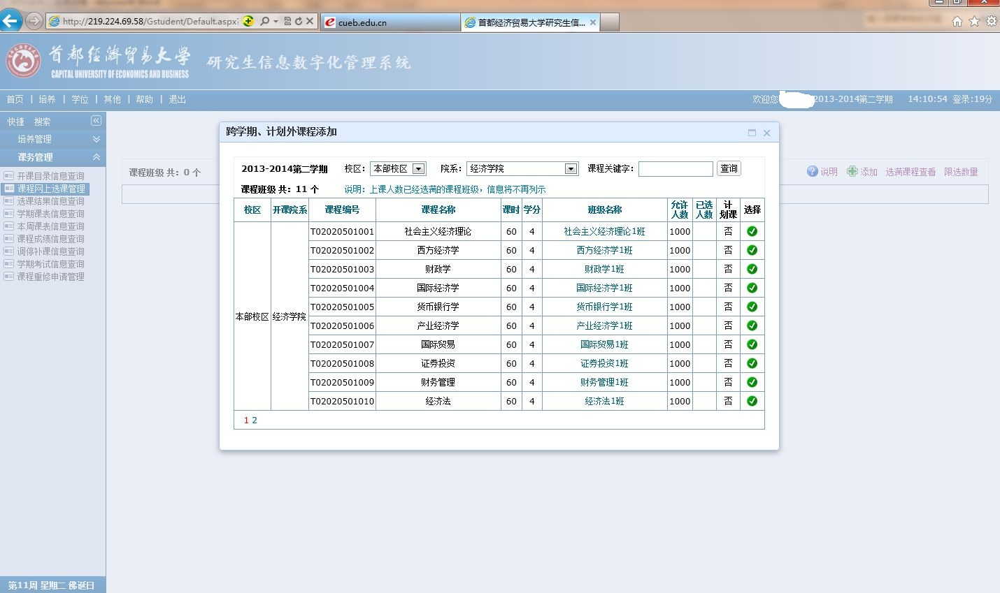 http://219.224.69.58/Gstudent/Default.aspx?
cueb.edu.cn
首都经济贸易大学研究生信...
首都经济贸易大学
CAPITAL UNIVERSITY OF ECONOMICS AND BUSINESS
研究生信息数字化管理系统
首页 | 培养 | 学位 | 其他 | 帮助 | 退出
欢迎您 2013-2014第二学期 14:10:54 登录:19分
快捷 搜索
培养管理
课务管理
开课目录信息查询
课程网上选课管理
选课结果信息查询
学期课表信息查询
本周课表信息查询
课程成绩信息查询
调停补课信息查询
学期考试信息查询
课程重修申请管理
第11周 星期二 佛诞日
课程班级 共：0 个
说明 添加 选满课程查看 限选数量
跨学期、计划外课程添加
2013-2014第二学期 校区：本部校区 院系：经济学院 课程关键字： 查询
课程班级 共：11 个 说明：上课人数已经选满的课程班级，信息将不再列示
校区 开课院系 课程编号 课程名称 课时 学分 班级名称 允许人数 已选人数 计划课 选择
本部校区 经济学院
T02020501001 社会主义经济理论 60 4 社会主义经济理论1班 1000 否
T02020501002 西方经济学 60 4 西方经济学1班 1000 否
T02020501003 财政学 60 4 财政学1班 1000 否
T02020501004 国际经济学 60 4 国际经济学1班 1000 否
T02020501005 货币银行学 60 4 货币银行学1班 1000 否
T02020501006 产业经济学 60 4 产业经济学1班 1000 否
T02020501007 国际贸易 60 4 国际贸易1班 1000 否
T02020501008 证券投资 60 4 证券投资1班 1000 否
T02020501009 财务管理 60 4 财务管理1班 1000 否
T02020501010 经济法 60 4 经济法1班 1000 否
1 2